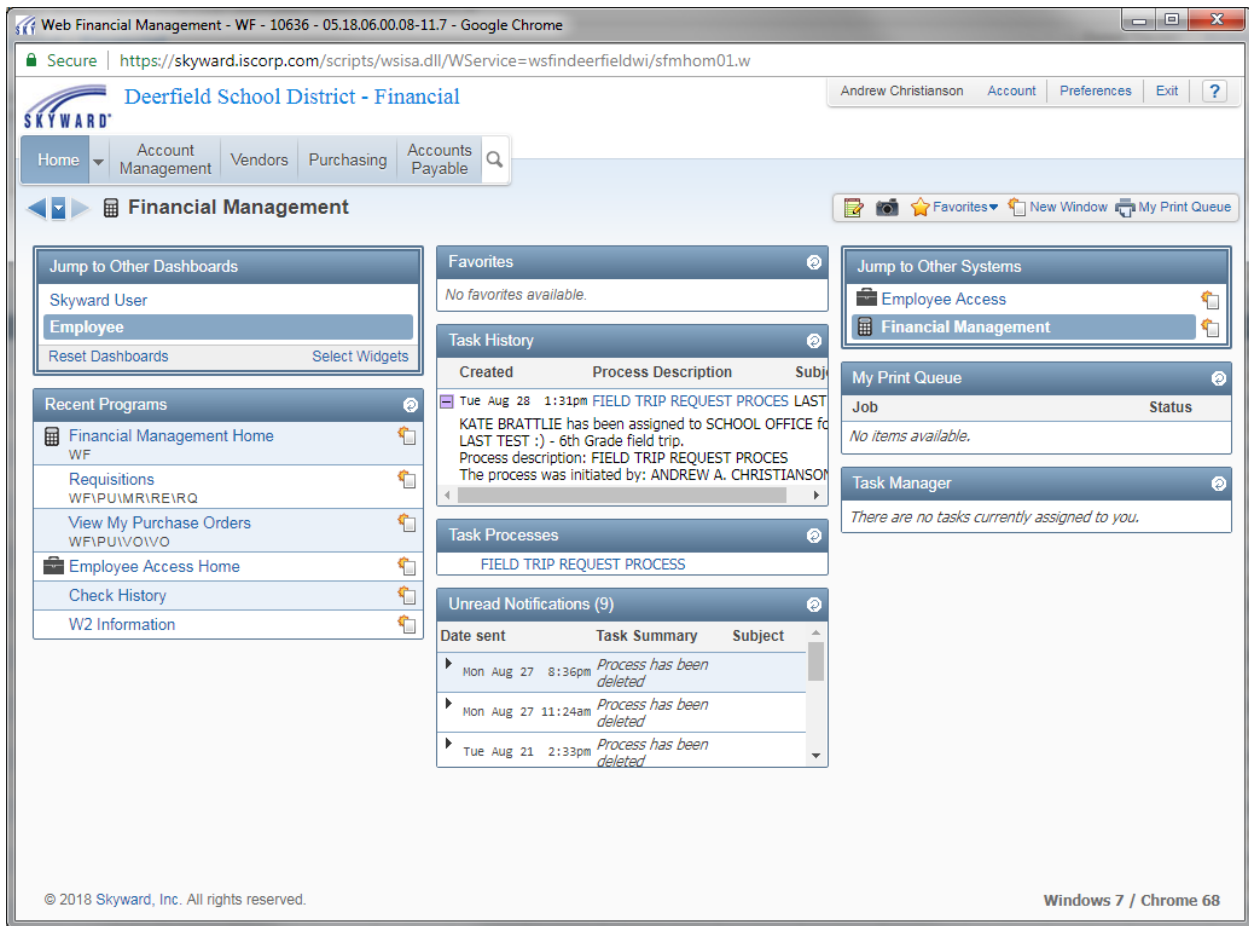 Web Financial Management - WF - 10636 - 05.18.06.00.08-11.7 - Google Chrome
Secure | https://skyward.iscorp.com/scripts/wsisa.dll/WService=wsfindeerfieldwi/sfmhom01.w
SKYWARD
Deerfield School District - Financial
Andrew Christianson Account Preferences Exit ?
Home Account Management Vendors Purchasing Accounts Payable
Financial Management
Favorites New Window My Print Queue
Jump to Other Dashboards
Skyward User
Employee
Reset Dashboards Select Widgets
Recent Programs
Financial Management Home
WF
Requisitions
WF\PU\MR\RE\RQ
View My Purchase Orders
WF\PU\VO\VO
Employee Access Home
Check History
W2 Information
Favorites
No favorites available.
Task History
Created Process Description Subj
Tue Aug 28 1:31pm FIELD TRIP REQUEST PROCES LAST
KATE BRATTLIE has been assigned to SCHOOL OFFICE fo
LAST TEST :) - 6th Grade field trip.
Process description: FIELD TRIP REQUEST PROCES
The process was initiated by: ANDREW A. CHRISTIANSON
Task Processes
FIELD TRIP REQUEST PROCESS
Unread Notifications (9)
Date sent Task Summary Subject
Mon Aug 27 8:36pm Process has been
deleted
Mon Aug 27 11:24am Process has been
deleted
Tue Aug 21 2:33pm Process has been
deleted
Jump to Other Systems
Employee Access
Financial Management
My Print Queue
Job Status
No items available.
Task Manager
There are no tasks currently assigned to you.
© 2018 Skyward, Inc. All rights reserved.
Windows 7 / Chrome 68